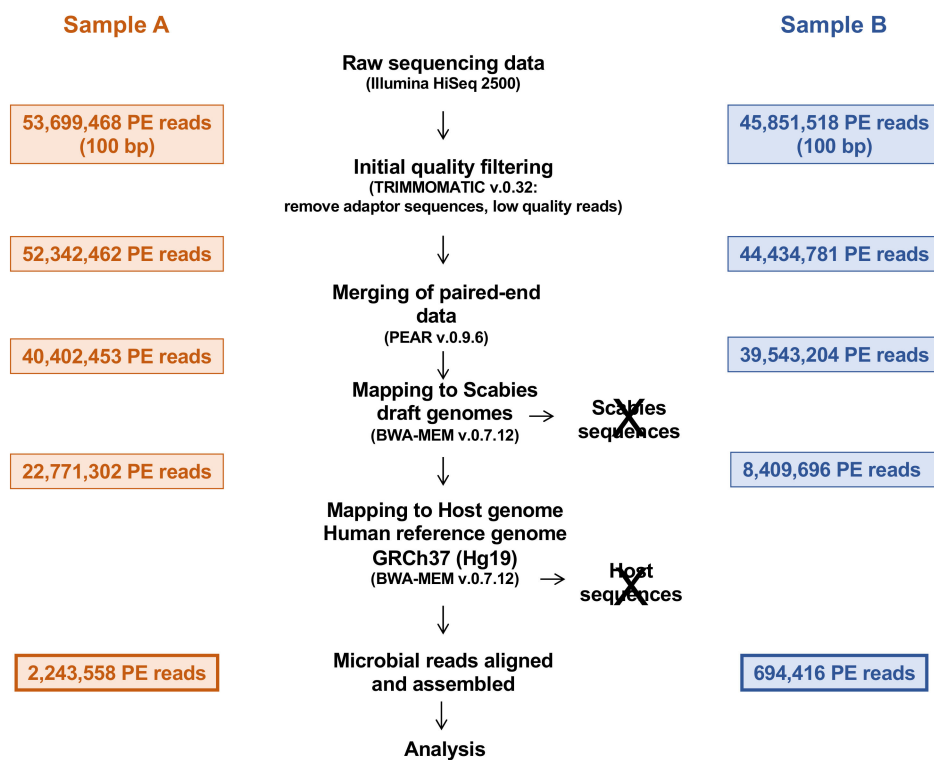 Sample A
Sample B
Raw sequencing data
(Illumina HiSeq 2500)
53,699,468 PE reads
(100 bp)
45,851,518 PE reads
(100 bp)
Initial quality filtering
(TRIMMOMATIC v.0.32:
remove adaptor sequences, low quality reads)
52,342,462 PE reads
44,434,781 PE reads
Merging of paired-end
data
(PEAR v.0.9.6)
40,402,453 PE reads
39,543,204 PE reads
Mapping to Scabies
draft genomes
(BWA-MEM v.0.7.12)
Scabies
sequences
22,771,302 PE reads
8,409,696 PE reads
Mapping to Host genome
Human reference genome
GRCh37 (Hg19)
(BWA-MEM v.0.7.12)
Host
sequences
2,243,558 PE reads
Microbial reads aligned
and assembled
694,416 PE reads
Analysis